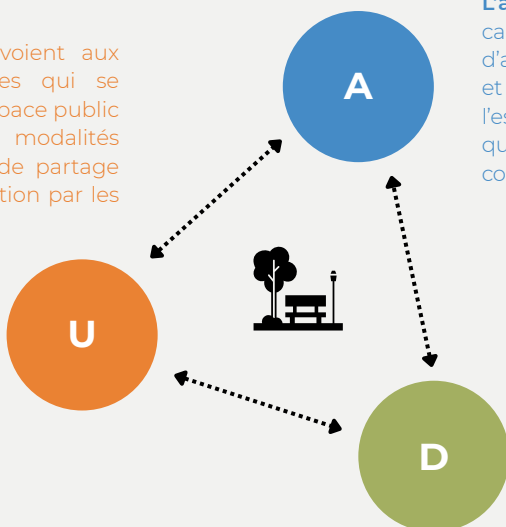 voient aux
es qui se
pace public
modalités
de partage
tion par les
L'a
ca
d'a
et
l'es
qu
co
A
U
D